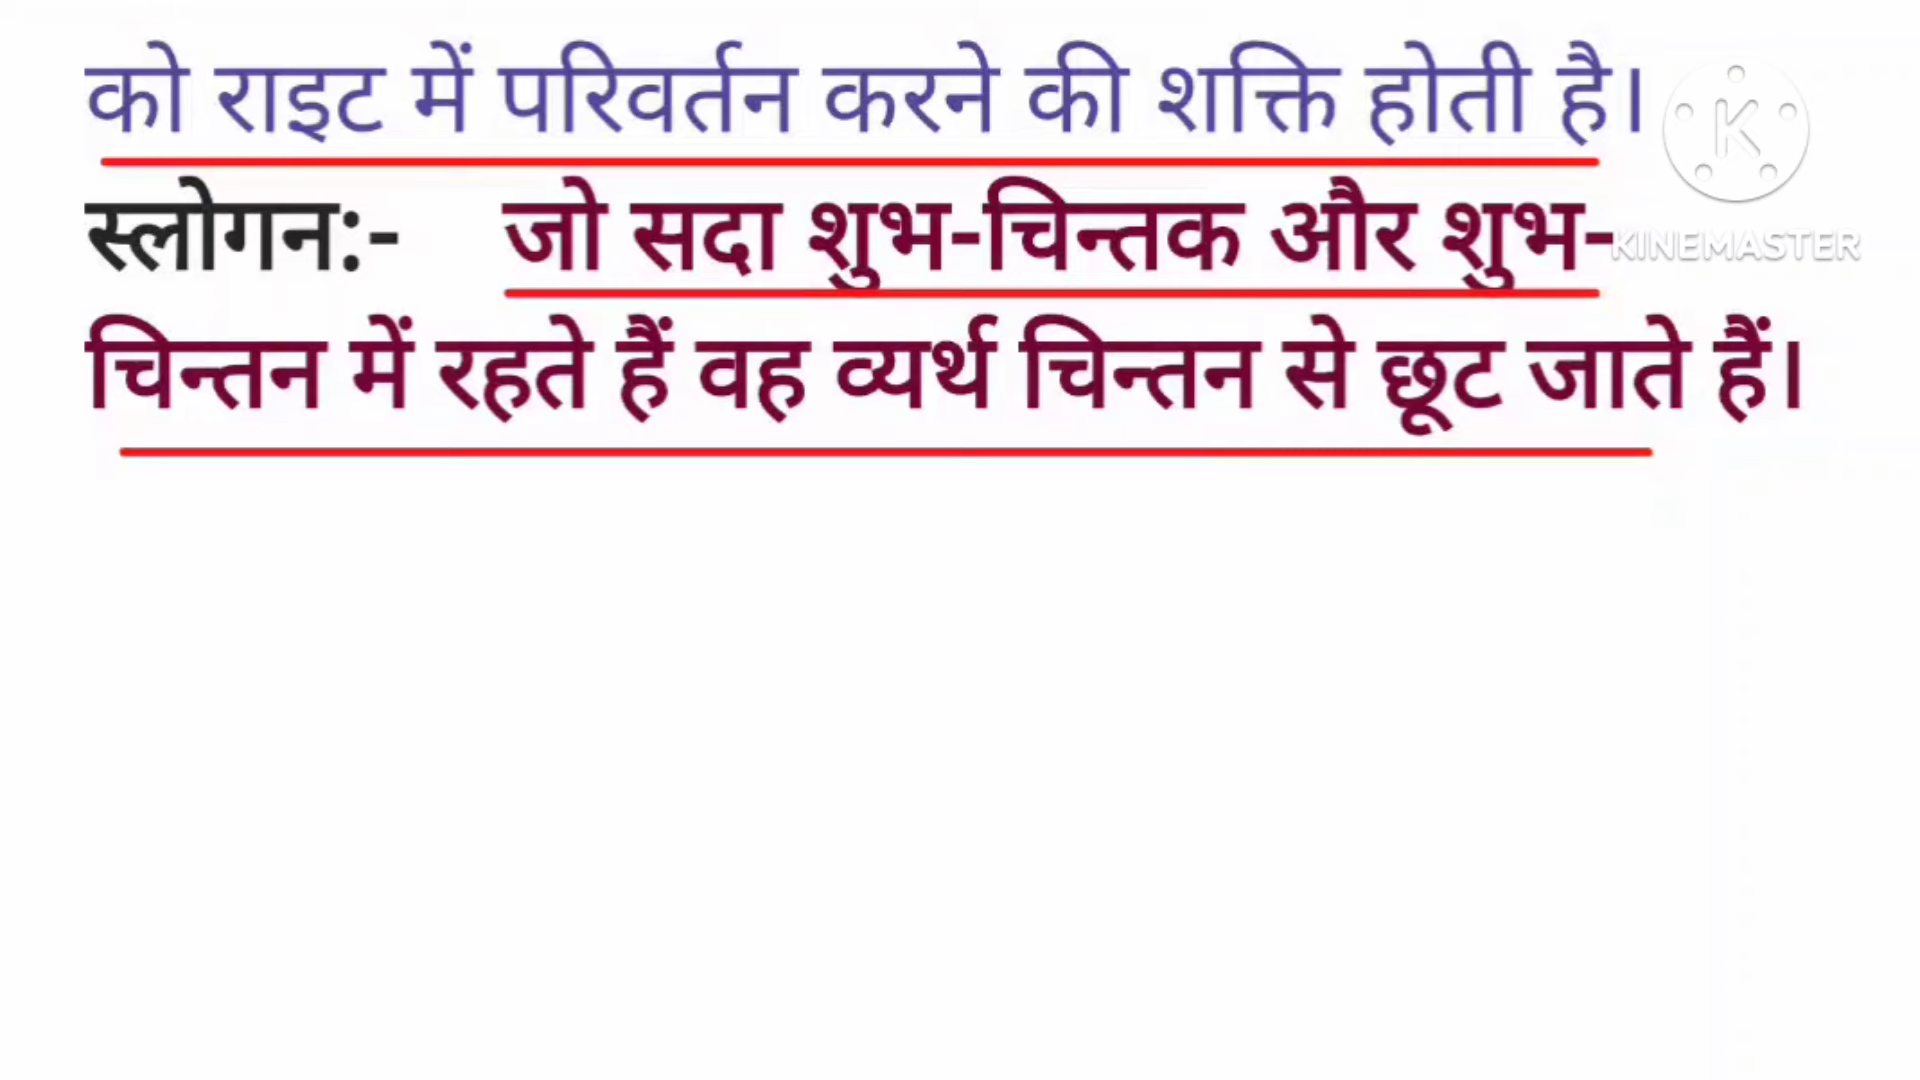 को राइट में परिवर्तन करने की शक्ति होती है।
स्लोगन:- जो सदा शुभ-चिन्तक और शुभ-
चिन्तन में रहते हैं वह व्यर्थ चिन्तन से छूट जाते हैं।
K
KINEMASTER